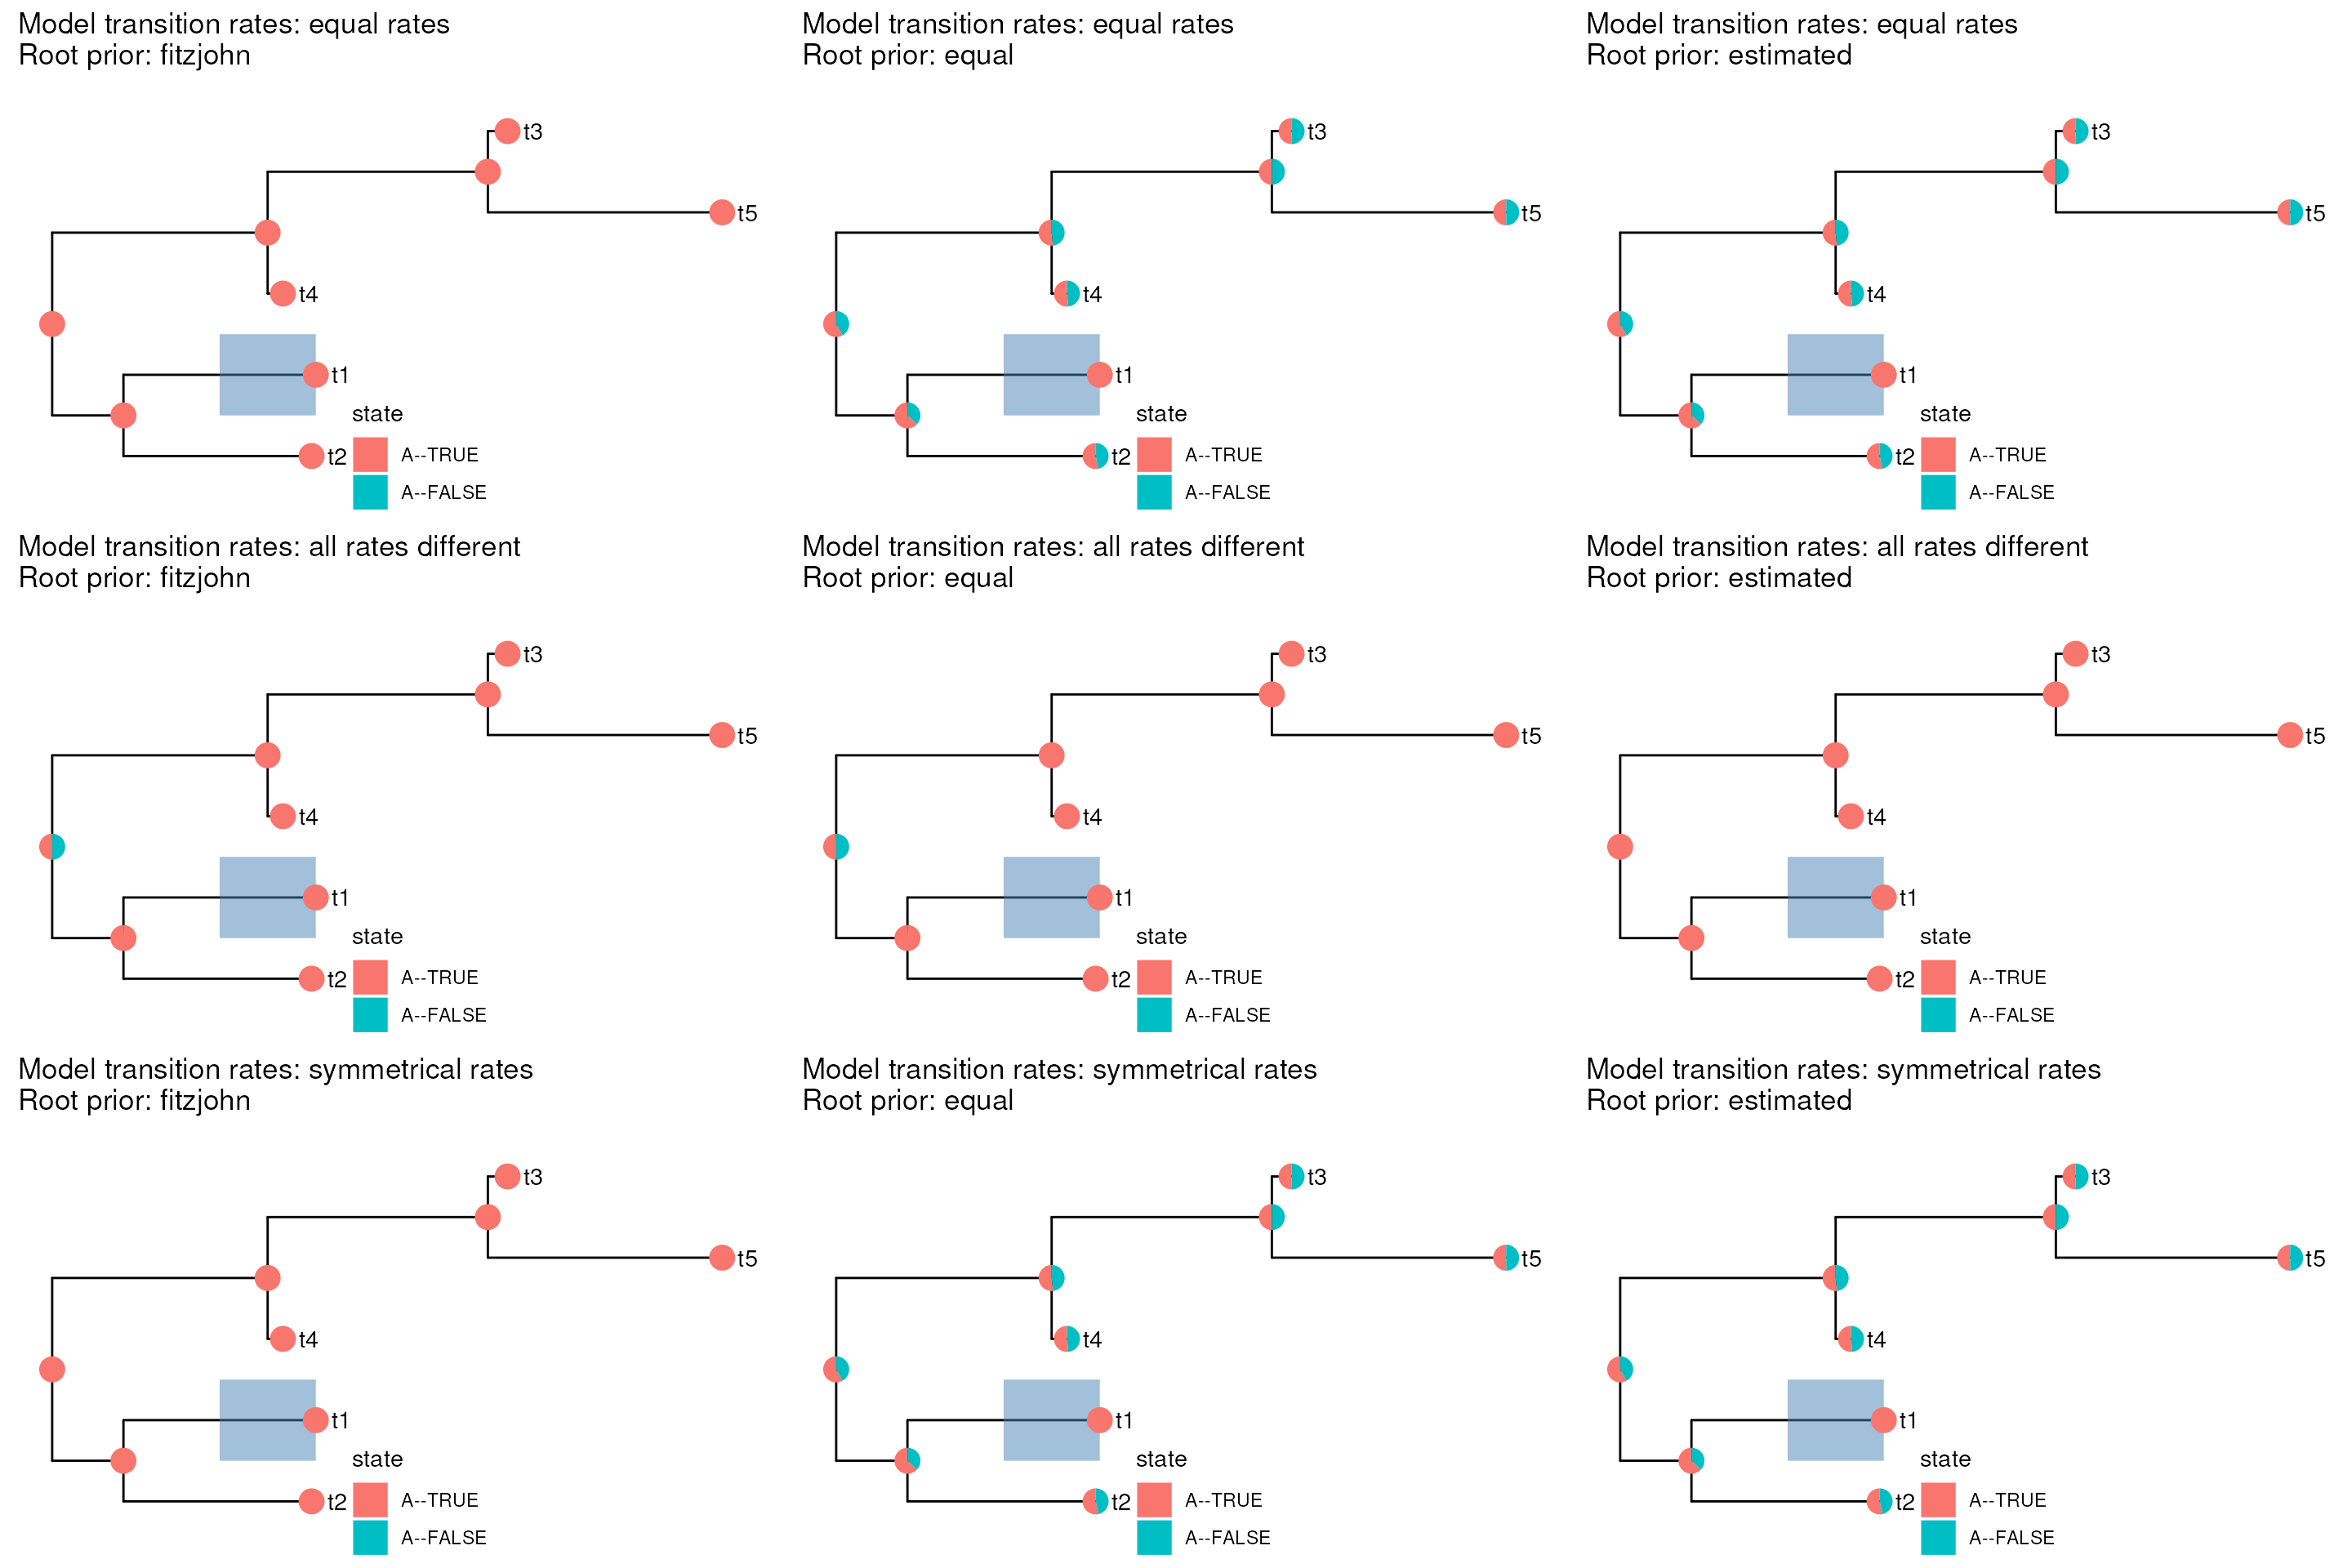 Model transition rates: equal rates
Root prior: fitzjohn
t3
t5
t4
t1
state
t2
A--TRUE
A--FALSE
Model transition rates: equal rates
Root prior: equal
t3
t5
t4
t1
state
t2
A--TRUE
A--FALSE
Model transition rates: equal rates
Root prior: estimated
t3
t5
t4
t1
state
t2
A--TRUE
A--FALSE
Model transition rates: all rates different
Root prior: fitzjohn
t3
t5
t4
t1
state
t2
A--TRUE
A--FALSE
Model transition rates: all rates different
Root prior: equal
t3
t5
t4
t1
state
t2
A--TRUE
A--FALSE
Model transition rates: all rates different
Root prior: estimated
t3
t5
t4
t1
state
t2
A--TRUE
A--FALSE
Model transition rates: symmetrical rates
Root prior: fitzjohn
t3
t5
t4
t1
state
t2
A--TRUE
A--FALSE
Model transition rates: symmetrical rates
Root prior: equal
t3
t5
t4
t1
state
t2
A--TRUE
A--FALSE
Model transition rates: symmetrical rates
Root prior: estimated
t3
t5
t4
t1
state
t2
A--TRUE
A--FALSE